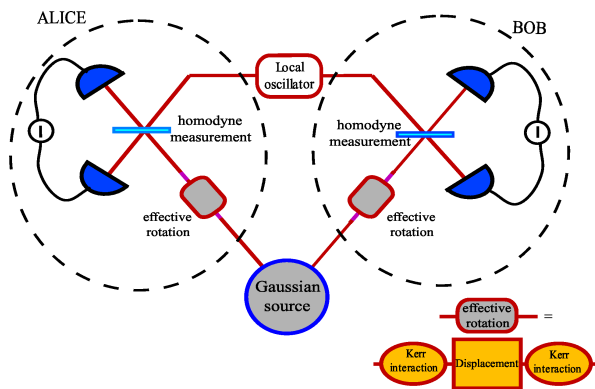 ALICE
BOB
Local
oscillator
homodyne
measurement
homodyne
measurement
effective
rotation
effective
rotation
Gaussian
source
effective
rotation
=
Kerr
interaction
Displacement
Kerr
interaction